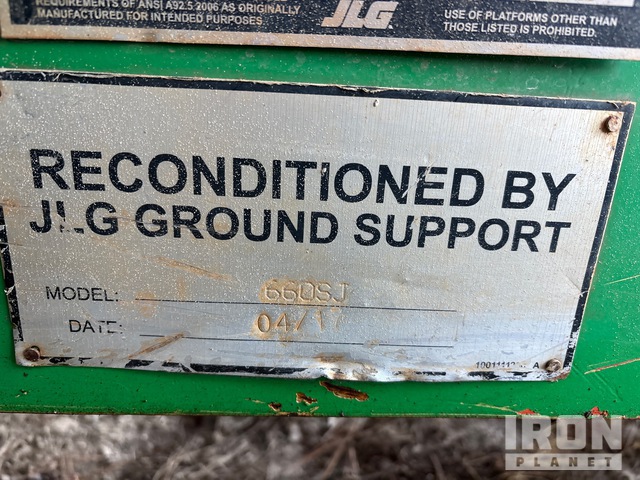 REQUIREMENTS OF ANSI A92.5 2006 AS ORIGINALLY
MANUFACTURED FOR INTENDED PURPOSES.
JLG
USE OF PLATFORMS OTHER THAN
THOSE LISTED IS PROHIBITED.
RECONDITIONED BY
JLG GROUND SUPPORT
MODEL: 660SJ
DATE: 04/17
A
IRON
PLANET